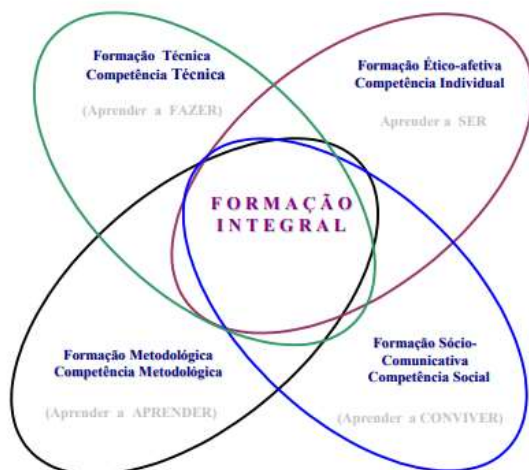 Formação Técnica
Competência Técnica
(Aprender a FAZER)
Formação Ético-afetiva
Competência Individual
Aprender a SER
FORMAÇÃO
INTEGRAL
Formação Metodológica
Competência Metodológica
(Aprender a APRENDER)
Formação Sócio-
Comunicativa
Competência Social
(Aprender a CONVIVER)